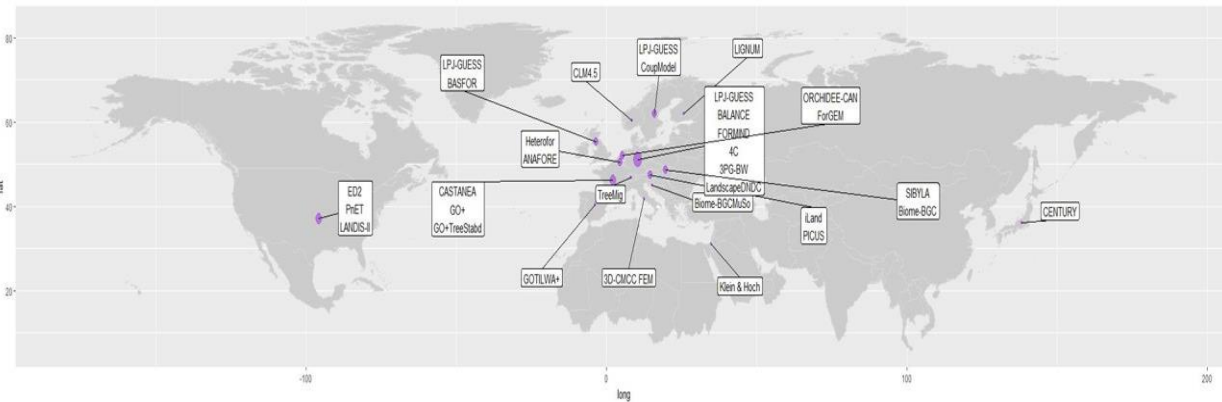 80
60
40
20
-100
0
100
200
long
LPJ-GUESS
BASFOR
CLM4.5
LPJ-GUESS
CoupModel
LIGNUM
LPJ-GUESS
BALANCE
FORMIND
4C
3PG-BW
LandscapeDNDC
ORCHIDEE-CAN
ForGEM
Heterofor
ANAFORE
ED2
PnET
LANDIS-II
CASTANEA
GO+
GO+TreeStabd
TreeMig
Biome-BGCMuSo
SIBYLA
Biome-BGC
iLand
PICUS
CENTURY
GOTILWA+
3D-CMCC FEM
Klein & Hoch